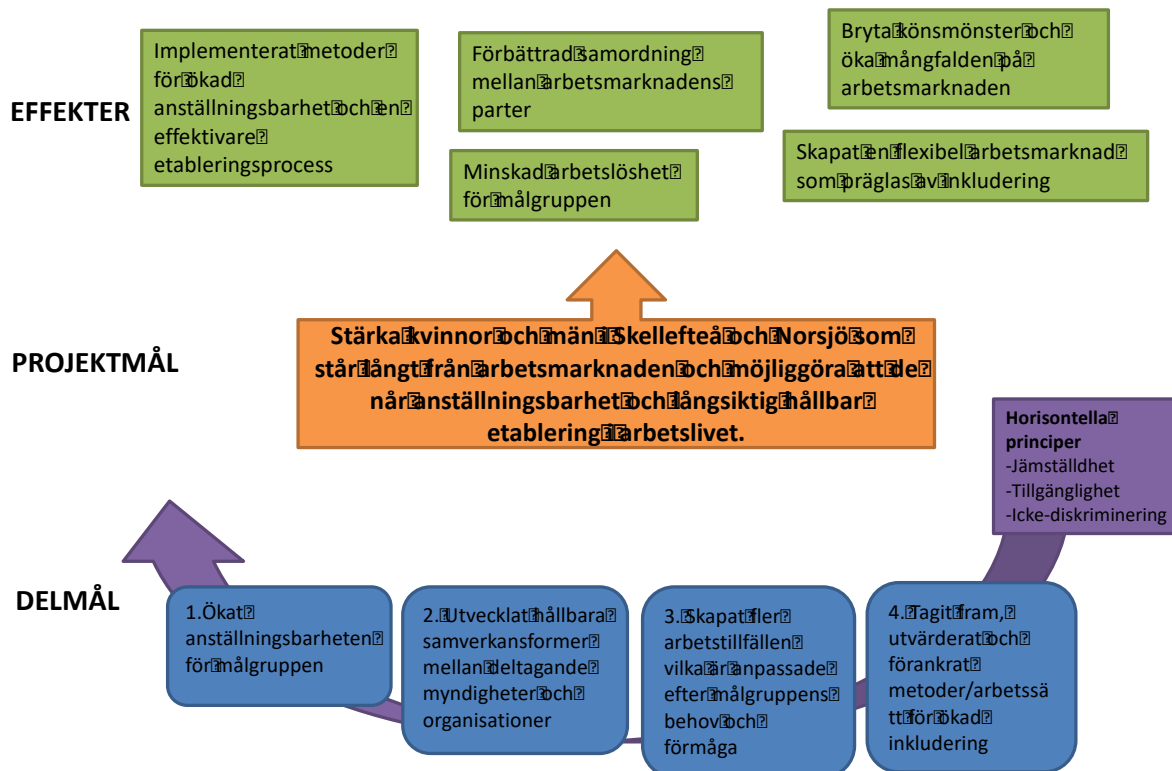 EFFEKTER
Implementerat metoder
för ökad
anställningsbarhet och en
effektivare
etableringsprocess
Förbättrad samordning
mellan arbetsmarknadens
parter
Bryta könsmönster och
öka mångfalden på
arbetsmarknaden
Minskad arbetslöshet
för målgruppen
Skapat en flexibel arbetsmarknad
som präglas av inkludering
PROJEKTMÅL
Stärka kvinnor och män i Skellefteå och Norsjö som
står långt från arbetsmarknaden och möjliggöra att de
når anställningsbarhet och långsiktig hållbar
etablering i arbetslivet.
Horisontella
principer
-Jämställdhet
-Tillgänglighet
-Icke-diskriminering
DELMÅL
1.Ökat
anställningsbarheten
för målgruppen
2. Utvecklat hållbara
samverkansformer
mellan deltagande
myndigheter och
organisationer
3. Skapat fler
arbetstillfällen
vilka är anpassade
efter målgruppens
behov och
förmåga
4. Tagit fram,
utvärderat och
förankrat
metoder/arbetssä
tt för ökad
inkludering